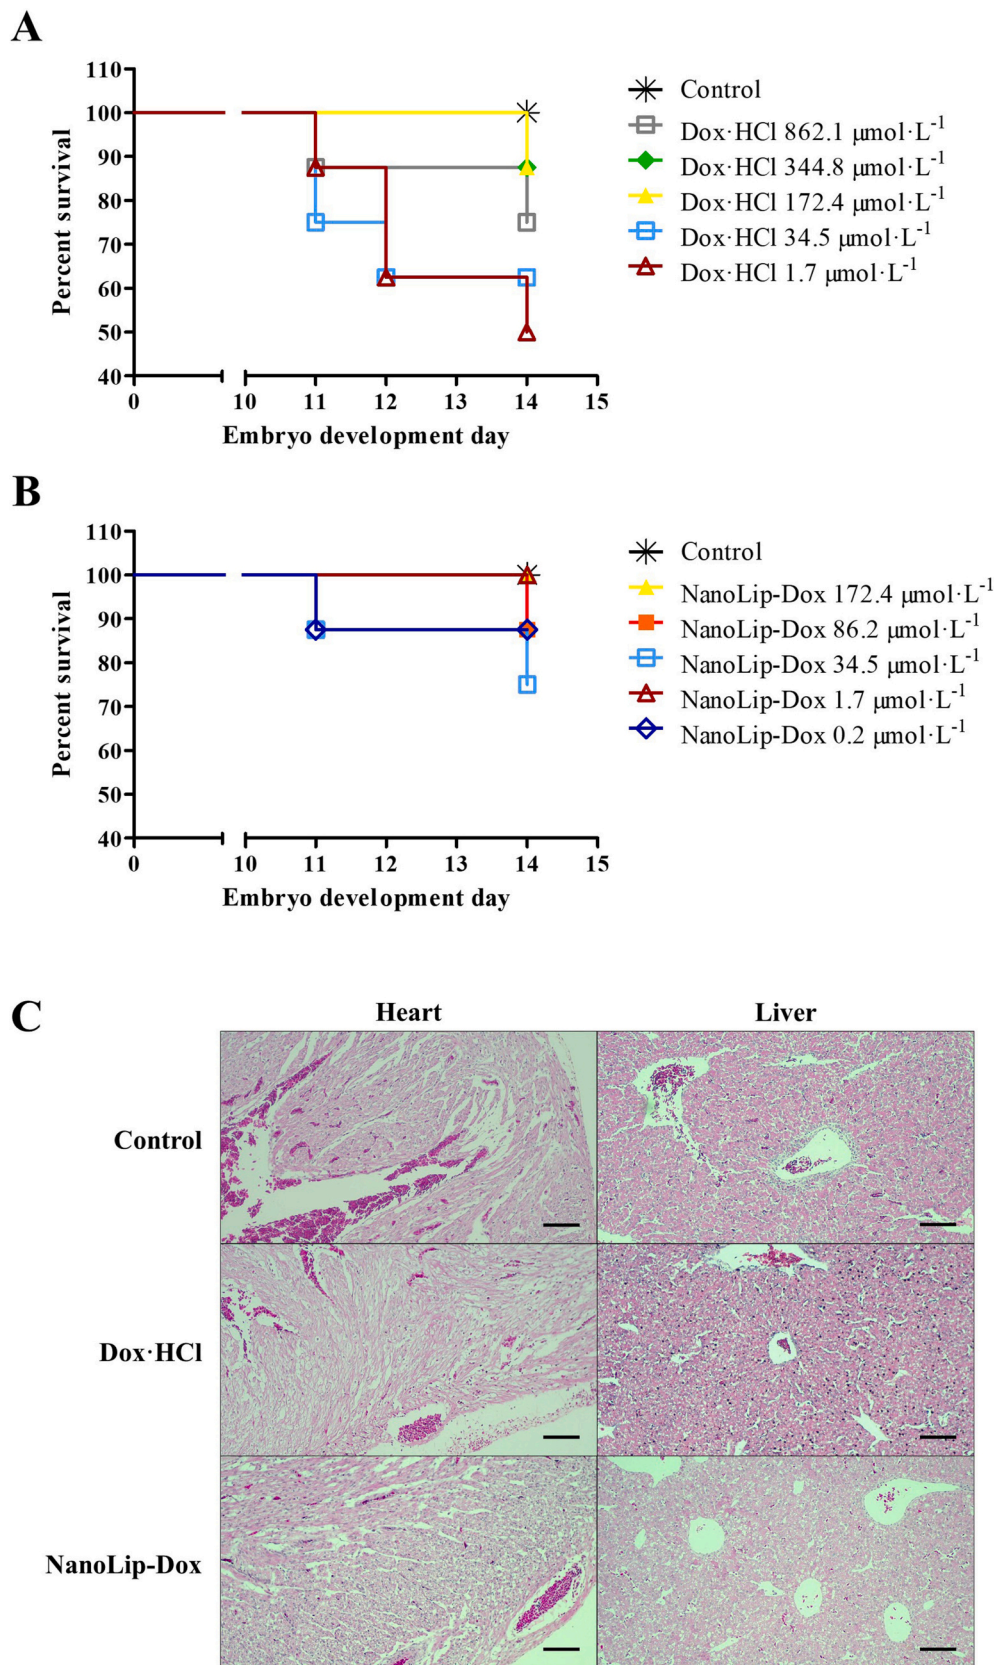 A
110
100
90
80
70
60
50
40
0
10
11
12
13
14
15
Percent survival
Embryo development day
Control
Dox·HCl 862.1 μmol·L⁻¹
Dox·HCl 344.8 μmol·L⁻¹
Dox·HCl 172.4 μmol·L⁻¹
Dox·HCl 34.5 μmol·L⁻¹
Dox·HCl 1.7 μmol·L⁻¹
B
110
100
90
80
70
60
50
40
0
10
11
12
13
14
15
Percent survival
Embryo development day
Control
NanoLip-Dox 172.4 μmol·L⁻¹
NanoLip-Dox 86.2 μmol·L⁻¹
NanoLip-Dox 34.5 μmol·L⁻¹
NanoLip-Dox 1.7 μmol·L⁻¹
NanoLip-Dox 0.2 μmol·L⁻¹
C
Heart
Liver
Control
Dox·HCl
NanoLip-Dox